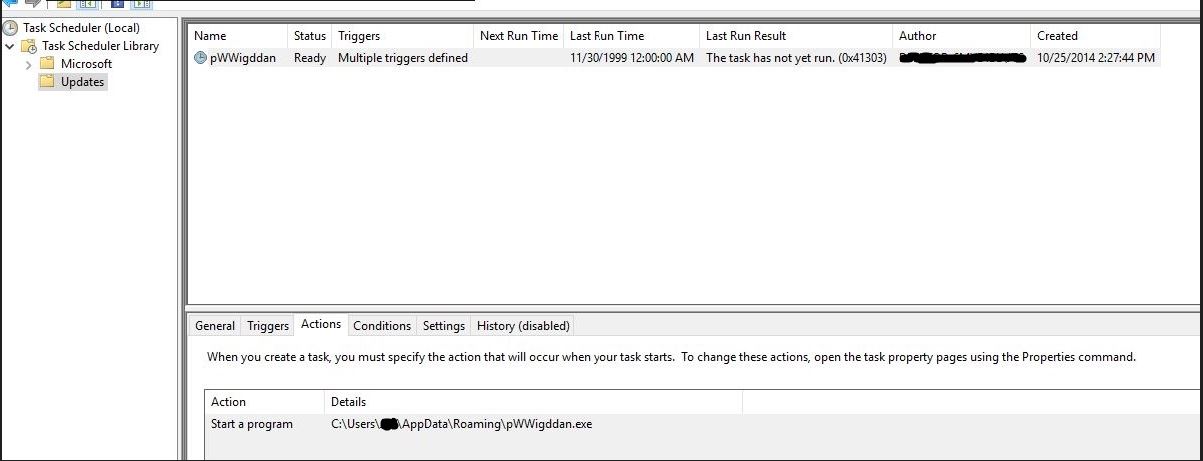 Task Scheduler (Local)
Task Scheduler Library
Microsoft
Updates
Name Status Triggers Next Run Time Last Run Time Last Run Result Author Created
pWWigddan Ready Multiple triggers defined 11/30/1999 12:00:00 AM The task has not yet run. (0x41303) 10/25/2014 2:27:44 PM
General Triggers Actions Conditions Settings History (disabled)
When you create a task, you must specify the action that will occur when your task starts. To change these actions, open the task property pages using the Properties command.
Action Details
Start a program C:\Users\ \AppData\Roaming\pWWigddan.exe